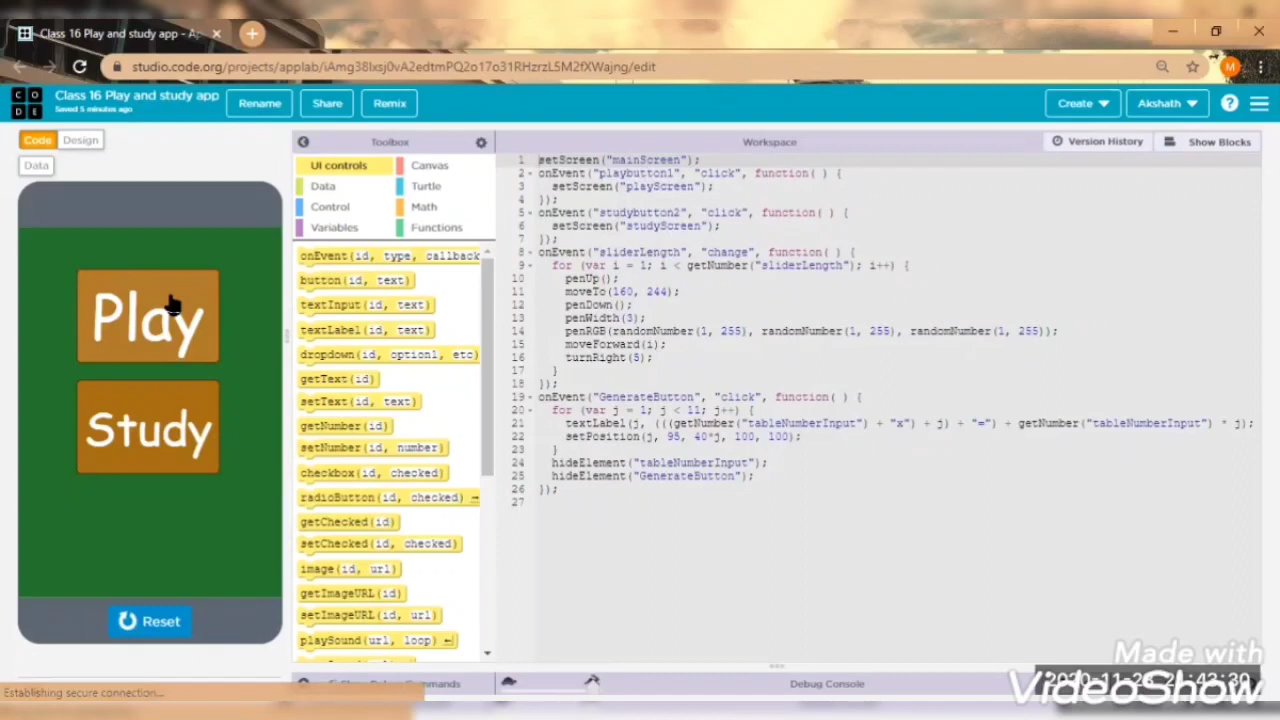 Class 16 Play and study app - A
studio.code.org/projects/applab/iAmg38lxsj0vA2edtmPQ2o17o31RHzrzL5M2fXWajng/edit
M
C O
D E
Class 16 Play and study app
Saved 5 minutes ago
Rename
Share
Remix
Create
Akshath
?
Code
Design
Data
Play
Study
Reset
Toolbox
UI controls
Canvas
Data
Turtle
Control
Math
Variables
Functions
onEvent(id, type, callback
button(id, text)
textInput(id, text)
textLabel(id, text)
dropdown(id, option1, etc)
getText(id)
setText(id, text)
getNumber(id)
setNumber(id, number)
checkbox(id, checked)
radioButton(id, checked)
getChecked(id)
setChecked(id, checked)
image(id, url)
getImageURL(id)
setImageURL(id, url)
playSound(url, loop)
Workspace
Version History
Show Blocks
1 setScreen("mainScreen");
2 onEvent("playbutton1", "click", function( ) {
3 setScreen("playScreen");
4 });
5 onEvent("studybutton2", "click", function( ) {
6 setScreen("studyScreen");
7 });
8 onEvent("sliderLength", "change", function( ) {
9 for (var i = 1; i < getNumber("sliderLength"); i++) {
10 penUp();
11 moveTo(160, 244);
12 penDown();
13 penWidth(3);
14 penRGB(randomNumber(1, 255), randomNumber(1, 255), randomNumber(1, 255));
15 moveForward(i);
16 turnRight(5);
17 }
18 });
19 onEvent("GenerateButton", "click", function( ) {
20 for (var j = 1; j < 11; j++) {
21 textLabel(j, (((getNumber("tableNumberInput") + "x") + j) + "=") + getNumber("tableNumberInput") * j);
22 setPosition(j, 95, 40*j, 100, 100);
23 }
24 hideElement("tableNumberInput");
25 hideElement("GenerateButton");
26 });
27
Debug Console
Establishing secure connection...
Made with
VideoShow